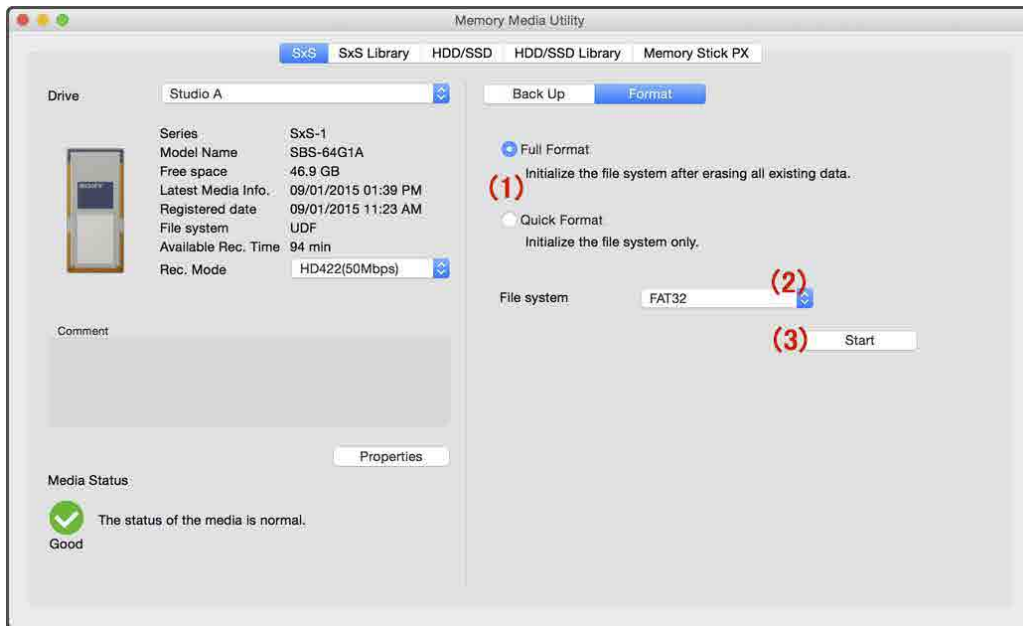 Memory Media Utility
SxS SxS Library HDD/SSD HDD/SSD Library Memory Stick PX
Drive Studio A
Series SxS-1
Model Name SBS-64G1A
Free space 46.9 GB
Latest Media Info. 09/01/2015 01:39 PM
Registered date 09/01/2015 11:23 AM
File system UDF
Available Rec. Time 94 min
Rec. Mode HD422(50Mbps)
Comment
Properties
Media Status
The status of the media is normal.
Good
Back Up Format
Full Format
Initialize the file system after erasing all existing data.
(1)
Quick Format
Initialize the file system only.
(2)
File system FAT32
(3) Start
SONY